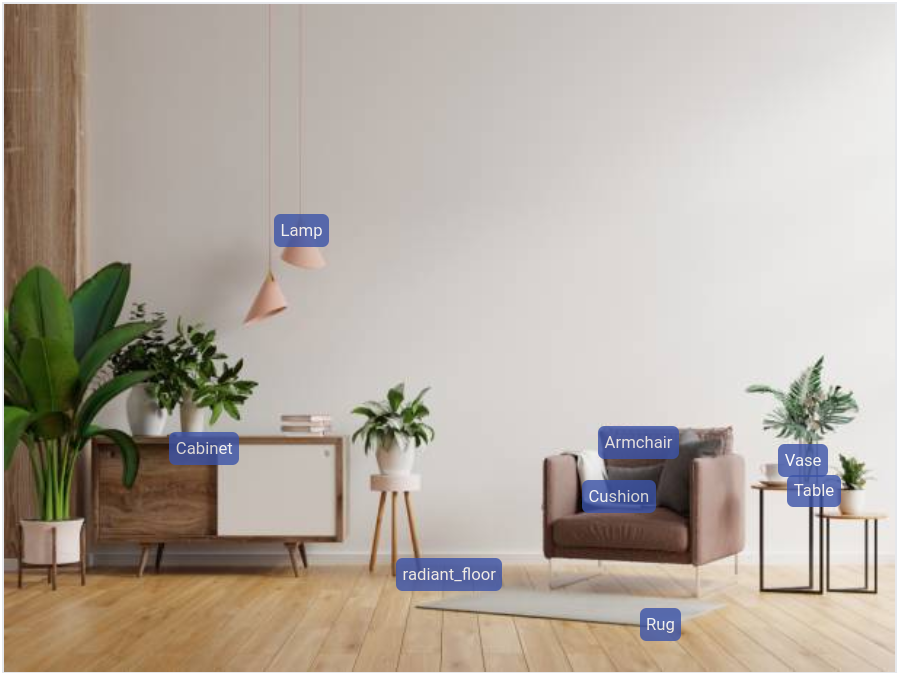 Lamp
Armchair
Cabinet
Vase
Table
Cushion
radiant_floor
Rug